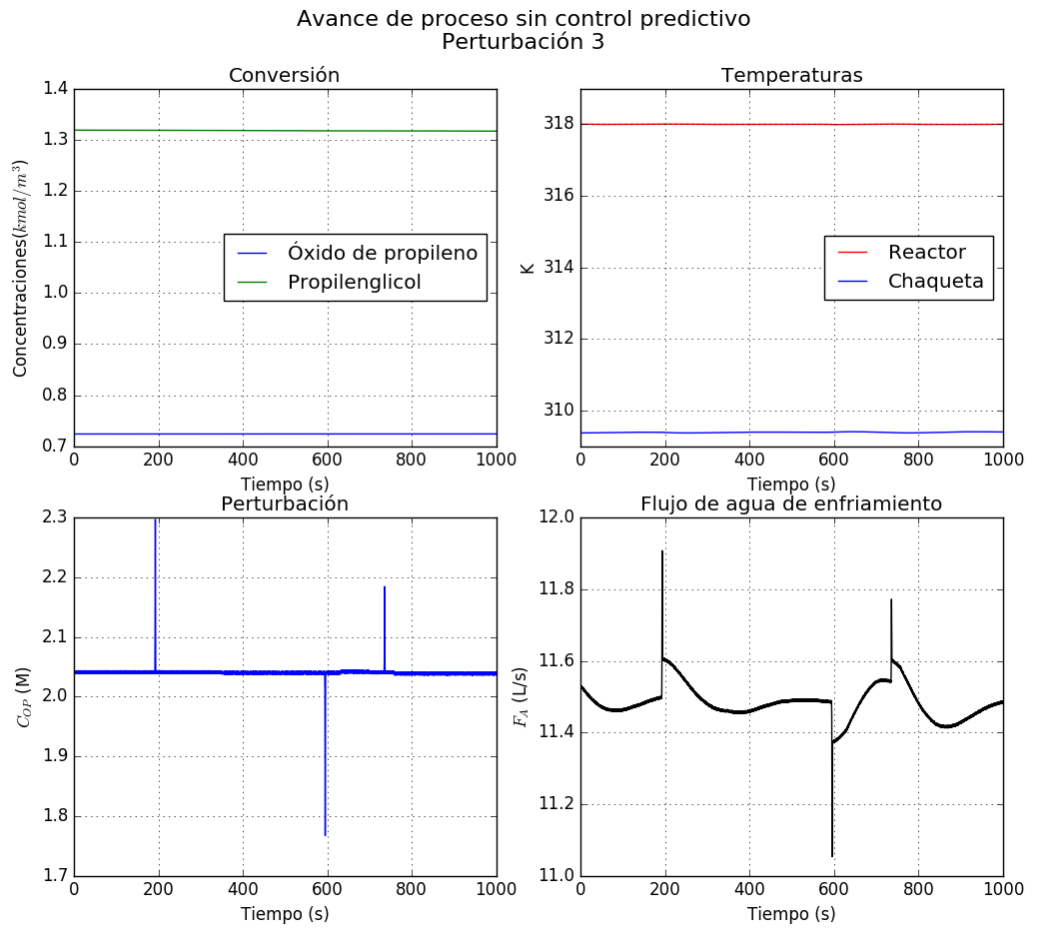 Avance de proceso sin control predictivo
Perturbación 3
Conversión
Concentraciones(kmol/m³)
1.4
1.3
1.2
1.1
1.0
0.9
0.8
0.7
Óxido de propileno
Propilenglicol
0 200 400 600 800 1000
Tiempo (s)
Temperaturas
K
318
316
314
312
310
Reactor
Chaqueta
0 200 400 600 800 1000
Tiempo (s)
Perturbación
C_OP (M)
2.3
2.2
2.1
2.0
1.9
1.8
1.7
0 200 400 600 800 1000
Tiempo (s)
Flujo de agua de enfriamiento
F_A (L/s)
12.0
11.8
11.6
11.4
11.2
11.0
0 200 400 600 800 1000
Tiempo (s)